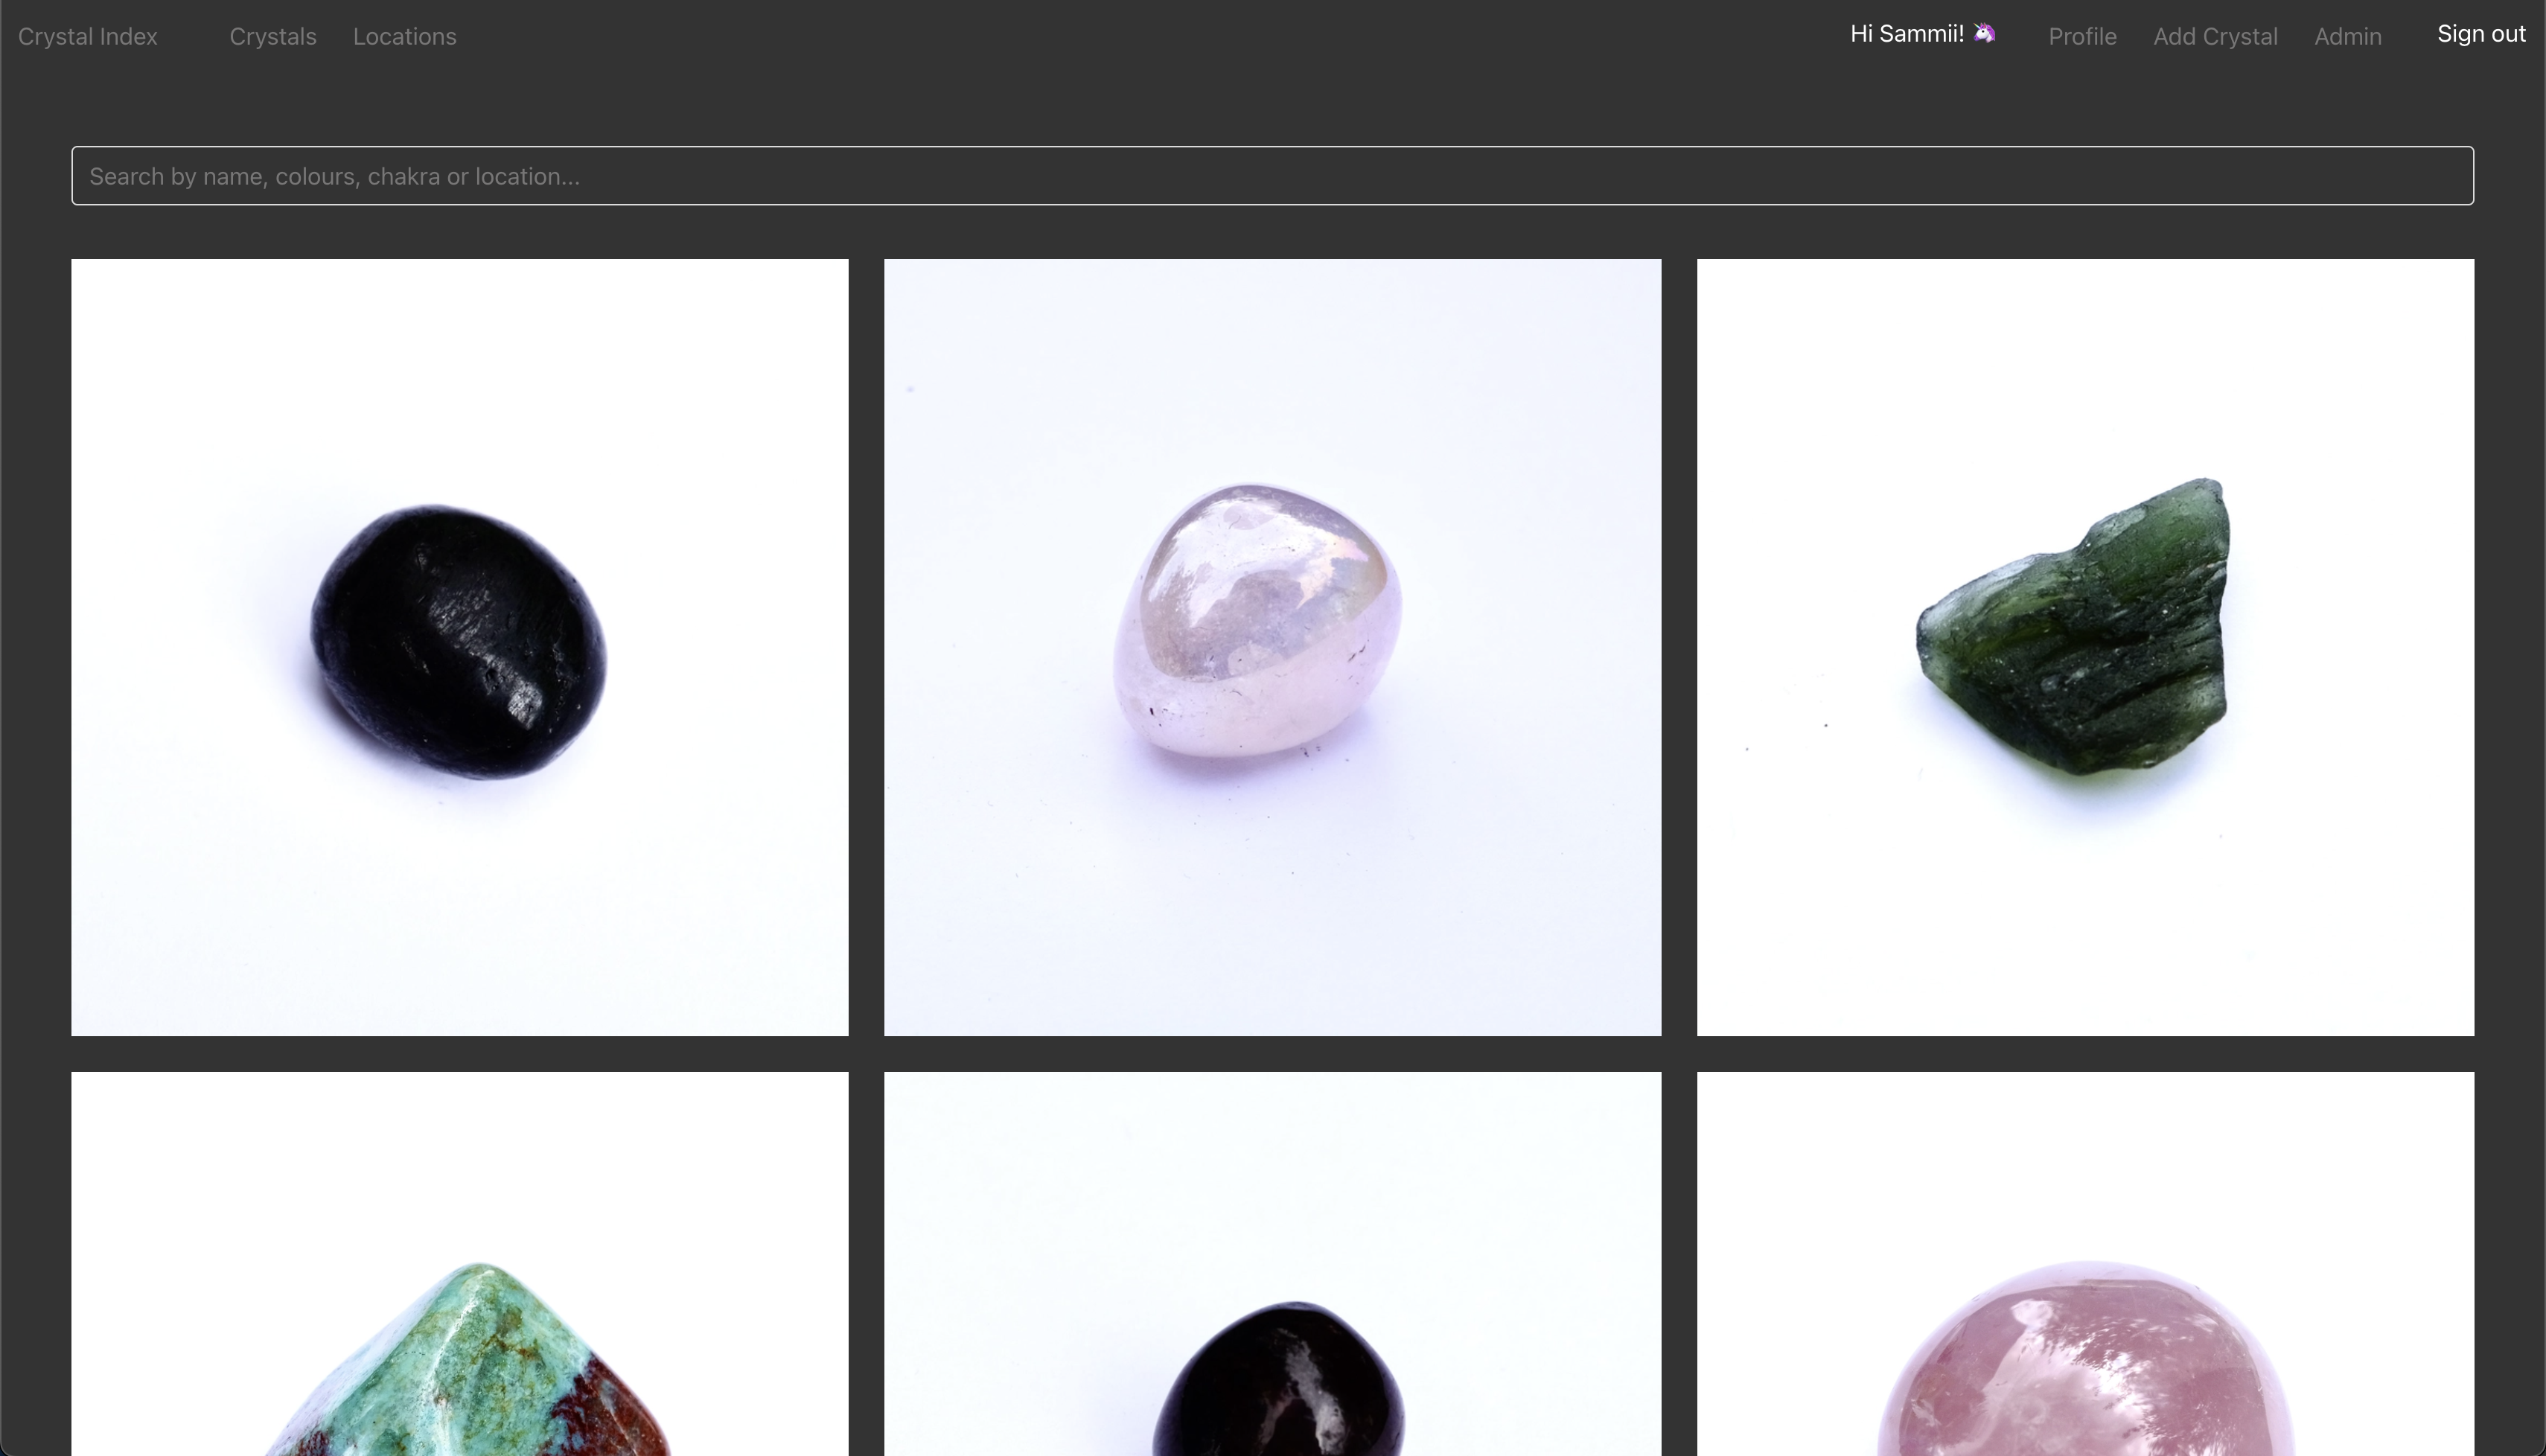 Crystal Index Crystals Locations Hi Sammii! 🦄 Profile Add Crystal Admin Sign out
Search by name, colours, chakra or location...